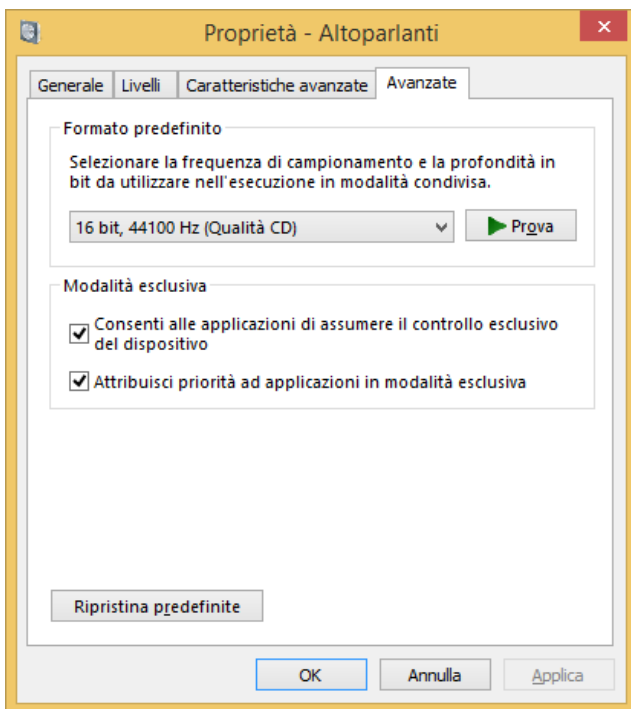 Proprietà - Altoparlanti
Generale Livelli Caratteristiche avanzate Avanzate
Formato predefinito
Selezionare la frequenza di campionamento e la profondità in
bit da utilizzare nell'esecuzione in modalità condivisa.
16 bit, 44100 Hz (Qualità CD) Prova
Modalità esclusiva
Consenti alle applicazioni di assumere il controllo esclusivo
del dispositivo
Attribuisci priorità ad applicazioni in modalità esclusiva
Ripristina predefinite
OK Annulla Applica